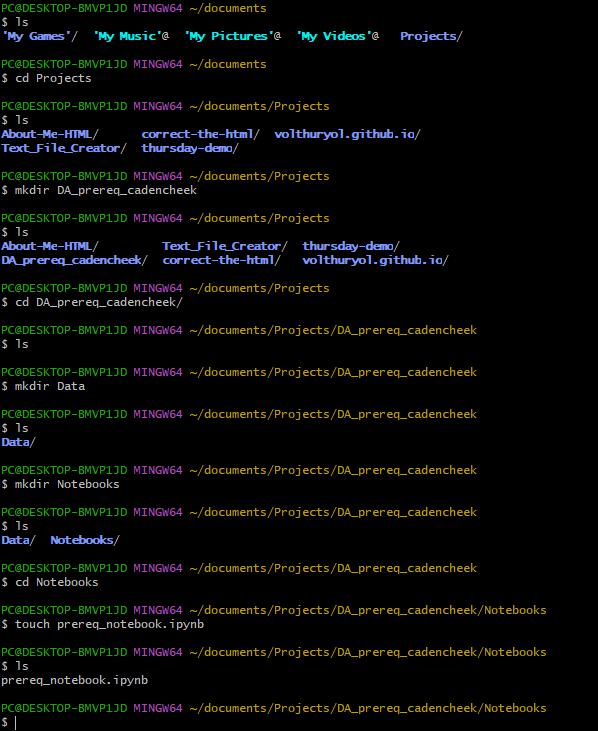 PC@DESKTOP-BMVP1JD MINGW64 ~/documents
$ ls
'My Games'/  'My Music'@  'My Pictures'@  'My Videos'@   Projects/
PC@DESKTOP-BMVP1JD MINGW64 ~/documents
$ cd Projects
PC@DESKTOP-BMVP1JD MINGW64 ~/documents/Projects
$ ls
About-Me-HTML/      correct-the-html/  volthuryol.github.io/
Text_File_Creator/  thursday-demo/
PC@DESKTOP-BMVP1JD MINGW64 ~/documents/Projects
$ mkdir DA_prereq_cadencheek
PC@DESKTOP-BMVP1JD MINGW64 ~/documents/Projects
$ ls
About-Me-HTML/         Text_File_Creator/  thursday-demo/
DA_prereq_cadencheek/  correct-the-html/   volthuryol.github.io/
PC@DESKTOP-BMVP1JD MINGW64 ~/documents/Projects
$ cd DA_prereq_cadencheek/
PC@DESKTOP-BMVP1JD MINGW64 ~/documents/Projects/DA_prereq_cadencheek
$ ls
PC@DESKTOP-BMVP1JD MINGW64 ~/documents/Projects/DA_prereq_cadencheek
$ mkdir Data
PC@DESKTOP-BMVP1JD MINGW64 ~/documents/Projects/DA_prereq_cadencheek
$ ls
Data/
PC@DESKTOP-BMVP1JD MINGW64 ~/documents/Projects/DA_prereq_cadencheek
$ mkdir Notebooks
PC@DESKTOP-BMVP1JD MINGW64 ~/documents/Projects/DA_prereq_cadencheek
$ ls
Data/  Notebooks/
PC@DESKTOP-BMVP1JD MINGW64 ~/documents/Projects/DA_prereq_cadencheek
$ cd Notebooks
PC@DESKTOP-BMVP1JD MINGW64 ~/documents/Projects/DA_prereq_cadencheek/Notebooks
$ touch prereq_notebook.ipynb
PC@DESKTOP-BMVP1JD MINGW64 ~/documents/Projects/DA_prereq_cadencheek/Notebooks
$ ls
prereq_notebook.ipynb
PC@DESKTOP-BMVP1JD MINGW64 ~/documents/Projects/DA_prereq_cadencheek/Notebooks
$